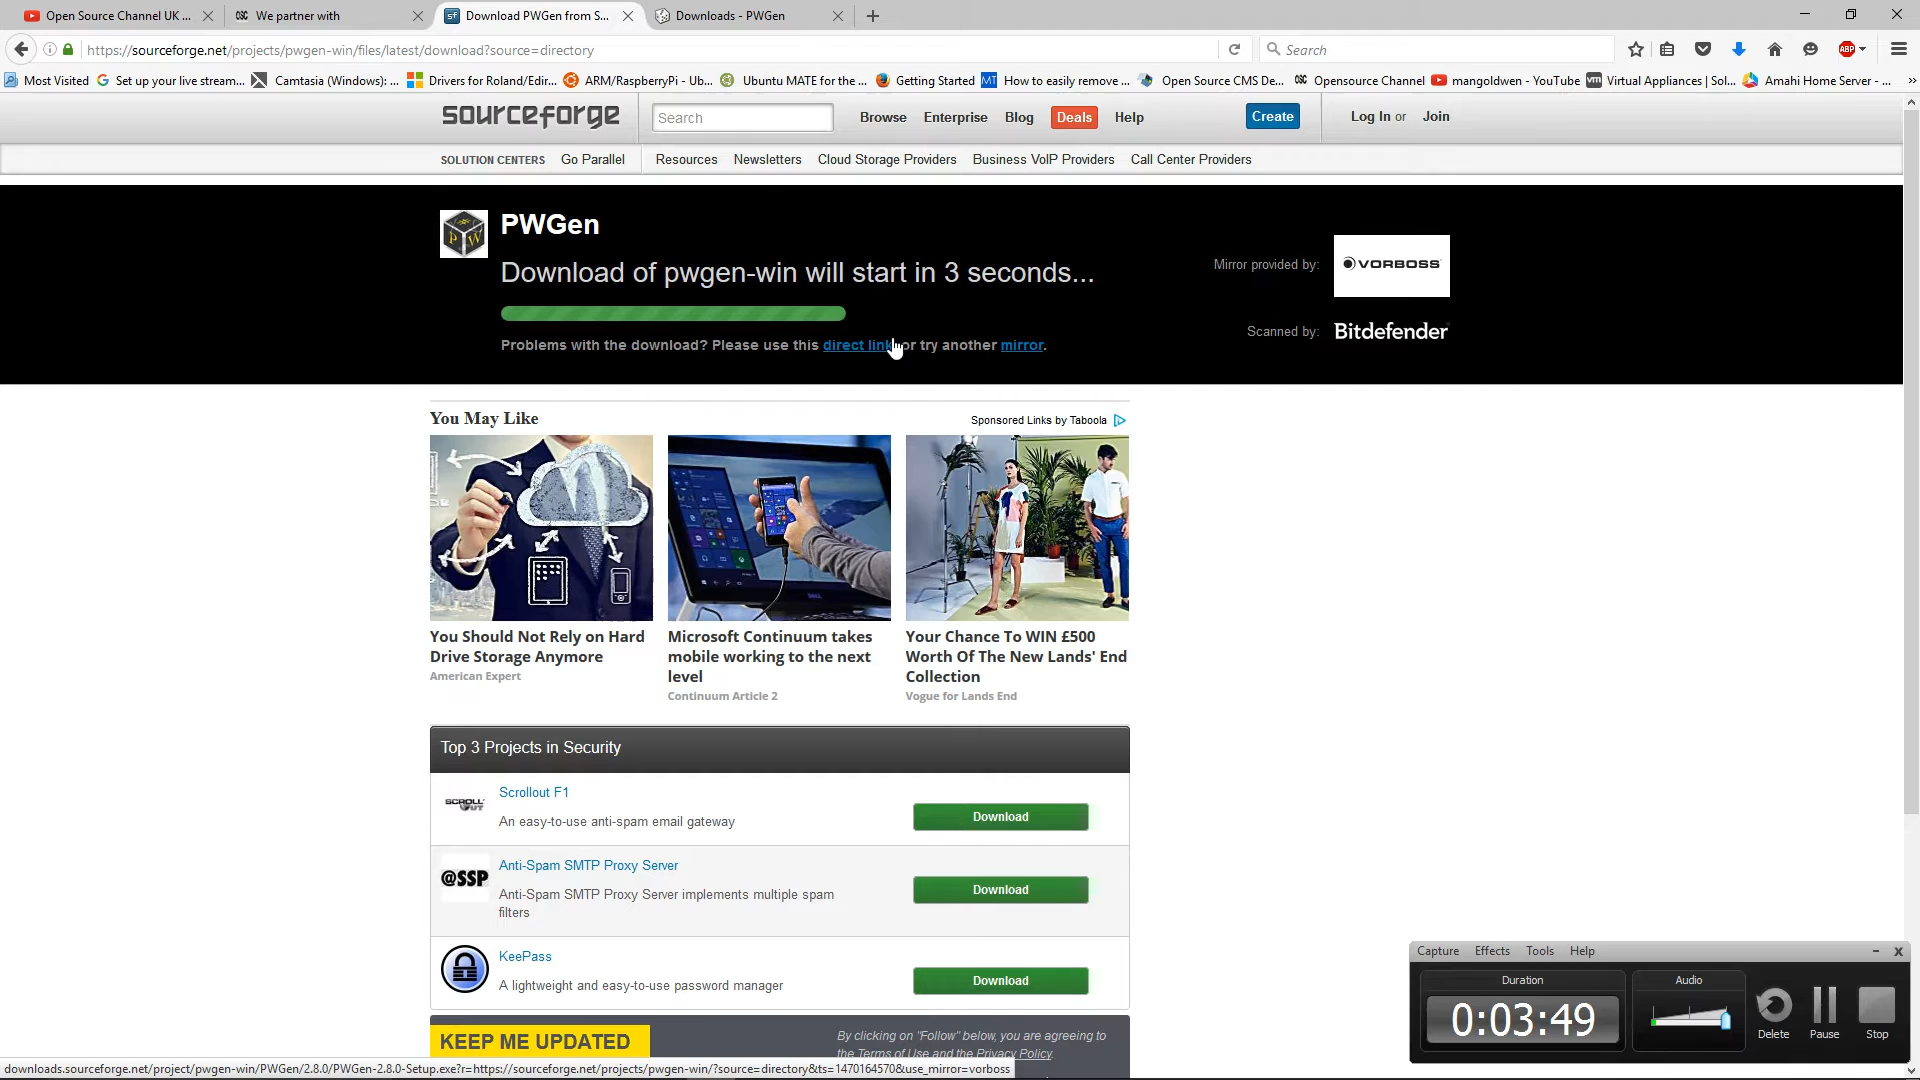 Open Source Channel UK ...
We partner with
Download PWGen from S...
Downloads - PWGen
https://sourceforge.net/projects/pwgen-win/files/latest/download?source=directory
Search
ABP
Most Visited
Set up your live stream...
Camtasia (Windows): ...
Drivers for Roland/Edir...
ARM/RaspberryPi - Ub...
Ubuntu MATE for the ...
Getting Started
MT How to easily remove ...
Open Source CMS De...
Opensource Channel
mangoldwen - YouTube
vm Virtual Appliances | Sol...
Amahi Home Server - ...
sourceforge
Search
Browse
Enterprise
Blog
Deals
Help
Create
Log In or Join
SOLUTION CENTERS
Go Parallel
Resources
Newsletters
Cloud Storage Providers
Business VoIP Providers
Call Center Providers
PWGen
Download of pwgen-win will start in 3 seconds...
Problems with the download? Please use this direct link or try another mirror.
Mirror provided by:
VORBOSS
Scanned by:
Bitdefender
You May Like
Sponsored Links by Taboola
You Should Not Rely on Hard
Drive Storage Anymore
American Expert
Microsoft Continuum takes
mobile working to the next
level
Continuum Article 2
Your Chance To WIN £500
Worth Of The New Lands' End
Collection
Vogue for Lands End
Top 3 Projects in Security
SCROLLOUT
Scrollout F1
An easy-to-use anti-spam email gateway
Download
@SSP
Anti-Spam SMTP Proxy Server
Anti-Spam SMTP Proxy Server implements multiple spam
filters
Download
KeePass
A lightweight and easy-to-use password manager
Download
KEEP ME UPDATED
By clicking on "Follow" below, you are agreeing to
the Terms of Use and the Privacy Policy.
downloads.sourceforge.net/project/pwgen-win/PWGen/2.8.0/PWGen-2.8.0-Setup.exe?r=https://sourceforge.net/projects/pwgen-win/?source=directory&ts=1470164570&use_mirror=vorboss
Capture
Effects
Tools
Help
Duration
0:03:49
Audio
Delete
Pause
Stop